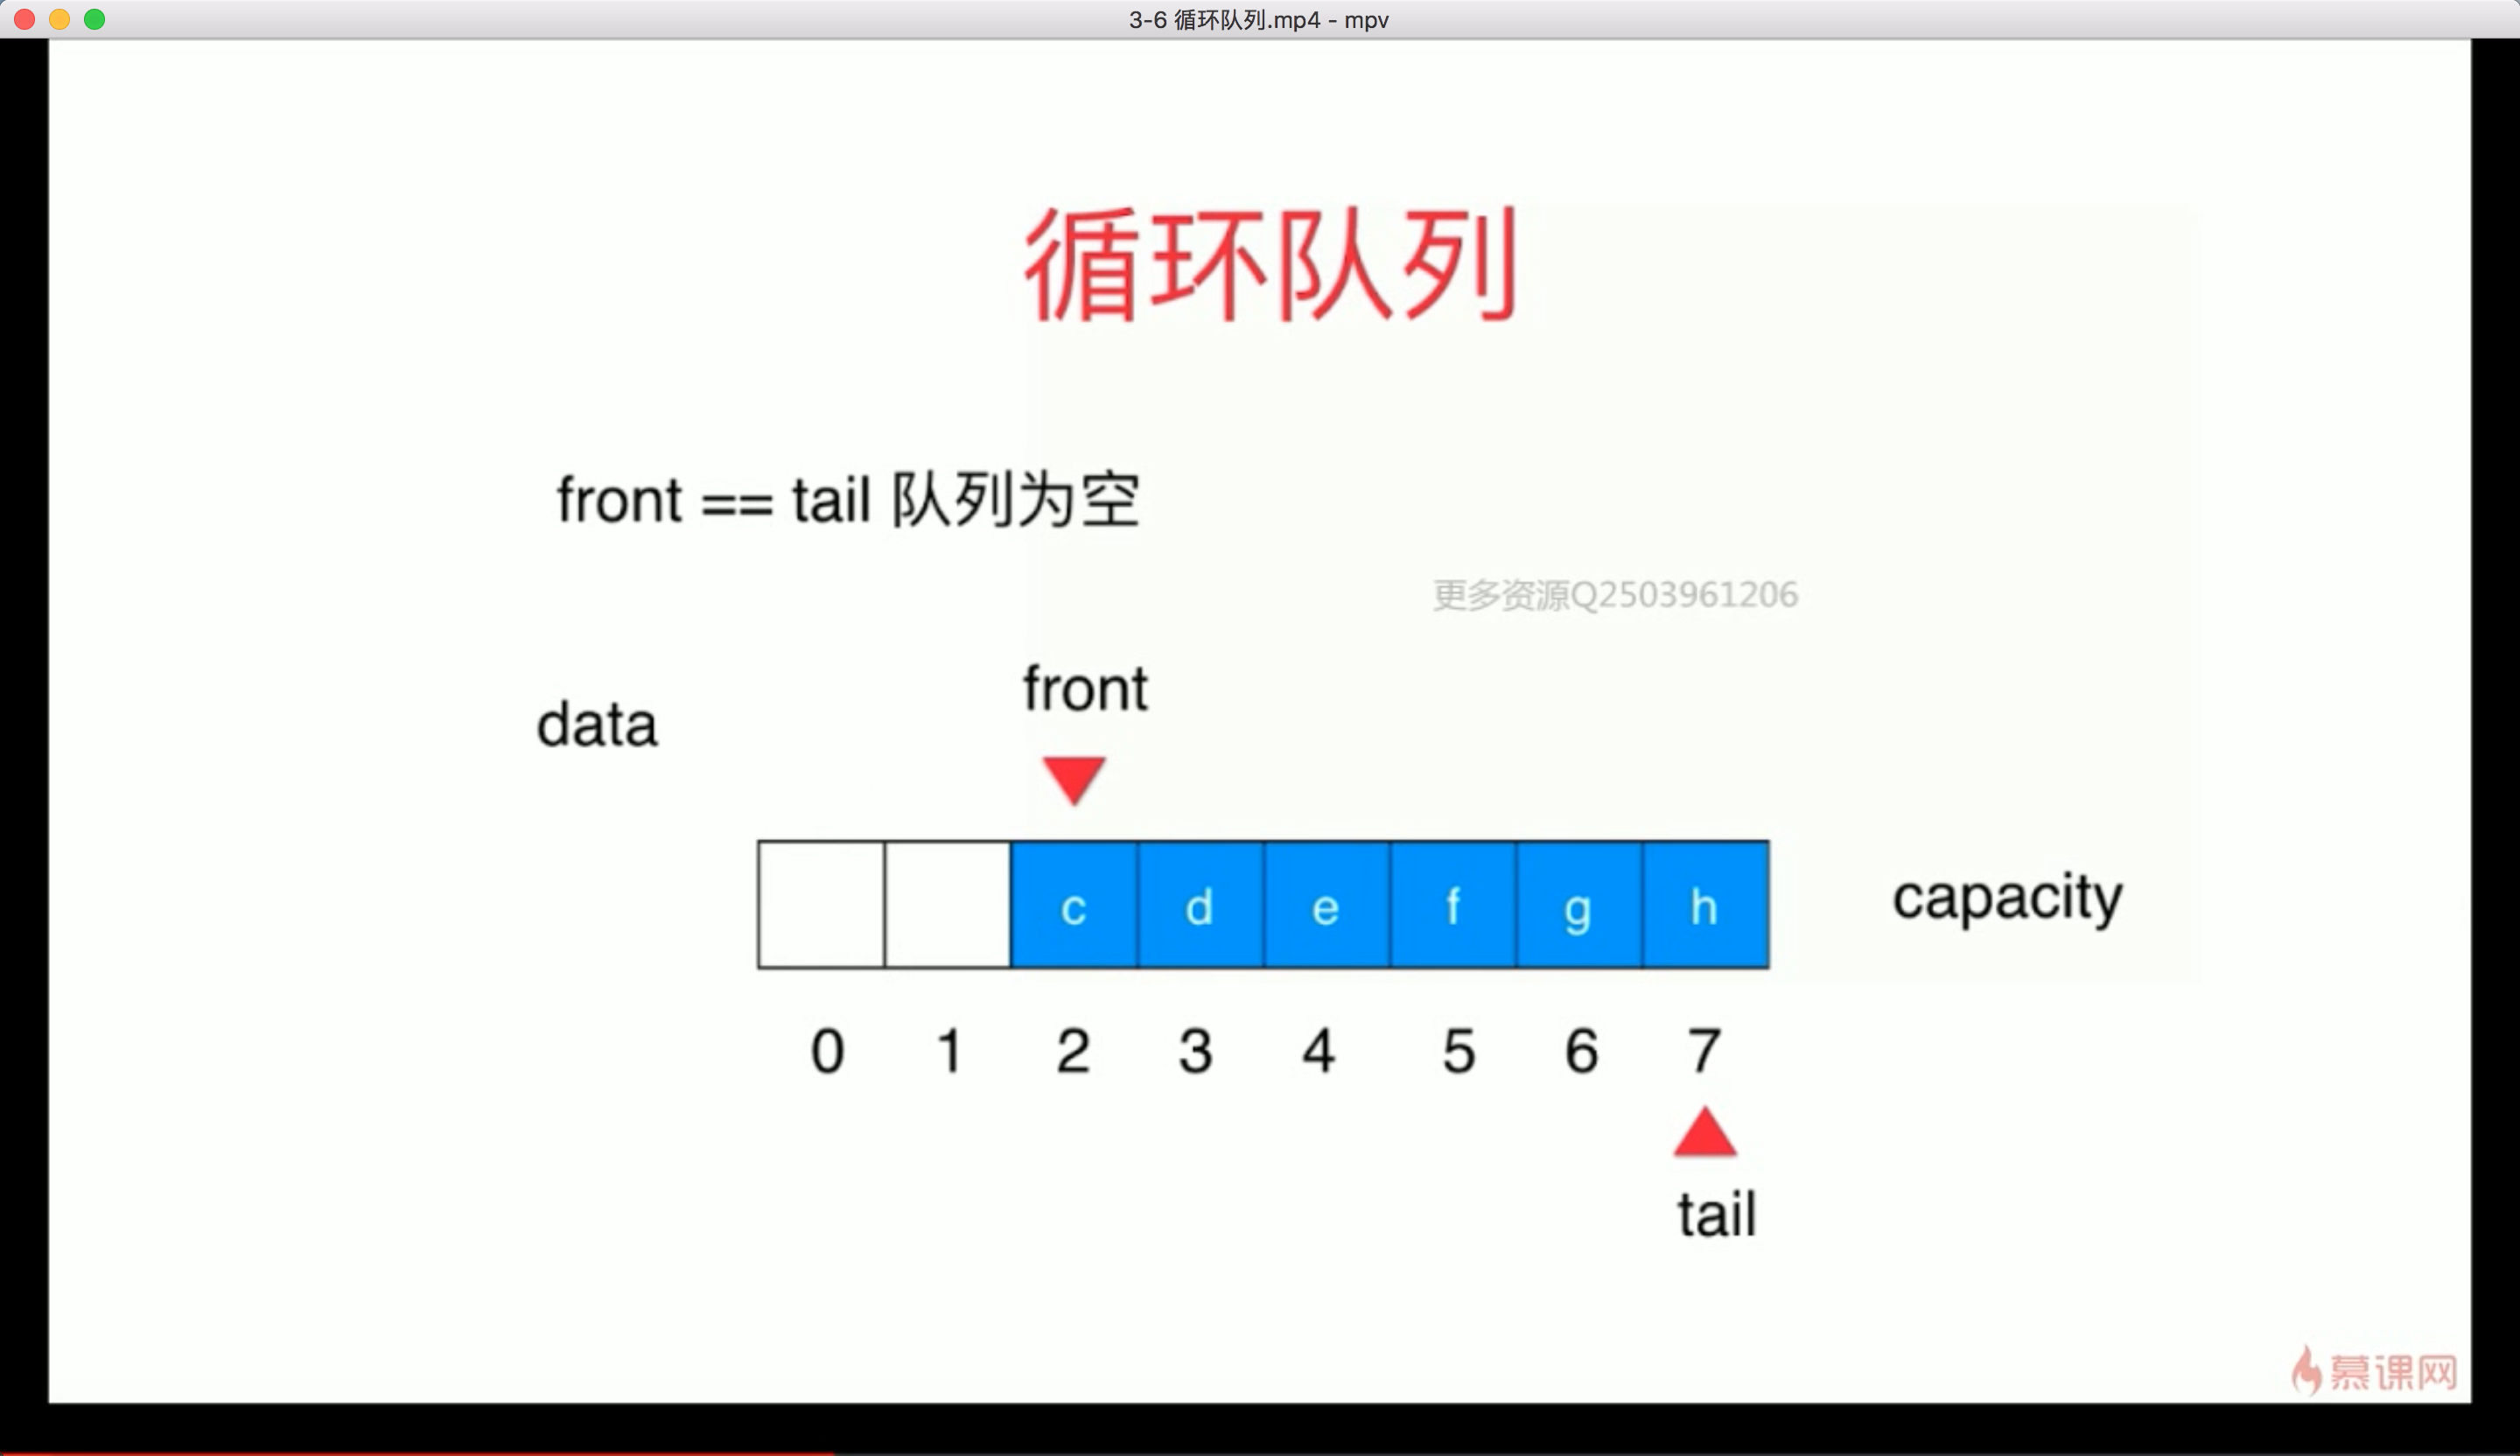 3-6 循环队列.mp4 - mpv
循环队列
front == tail 队列为空
更多资源Q2503961206
front
data
c d e f g h
capacity
0 1 2 3 4 5 6 7
tail
慕课网